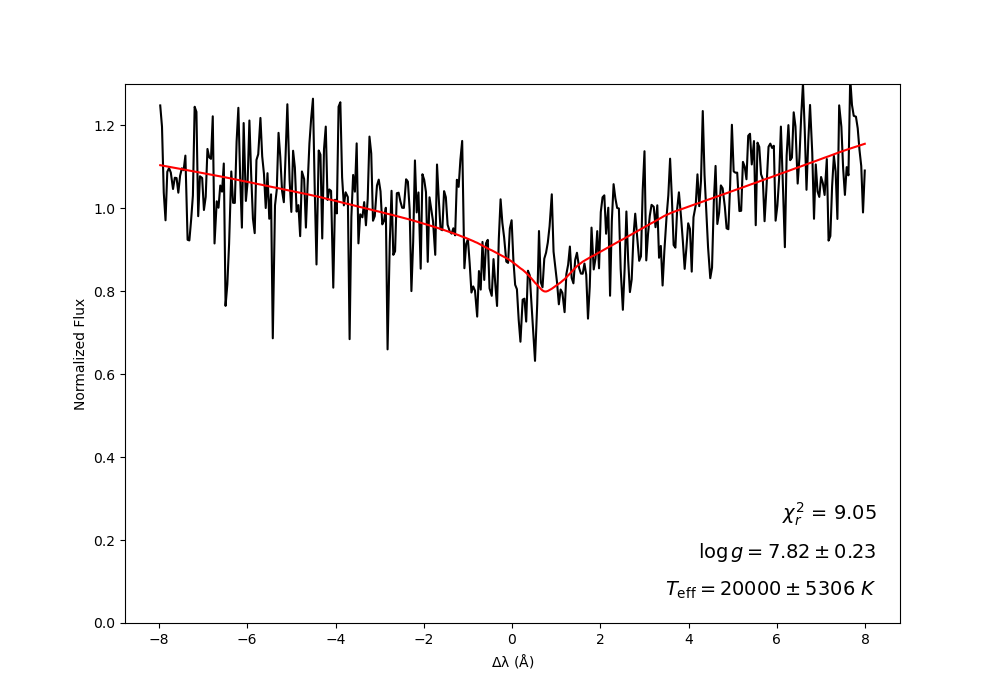 1.2
1.0
0.8
0.6
0.4
0.2
0.0
Normalized Flux
χ²ᵣ = 9.05
log g = 7.82 ± 0.23
T_eff = 20000 ± 5306 K
−8 −6 −4 −2 0 2 4 6 8
Δλ (Å)